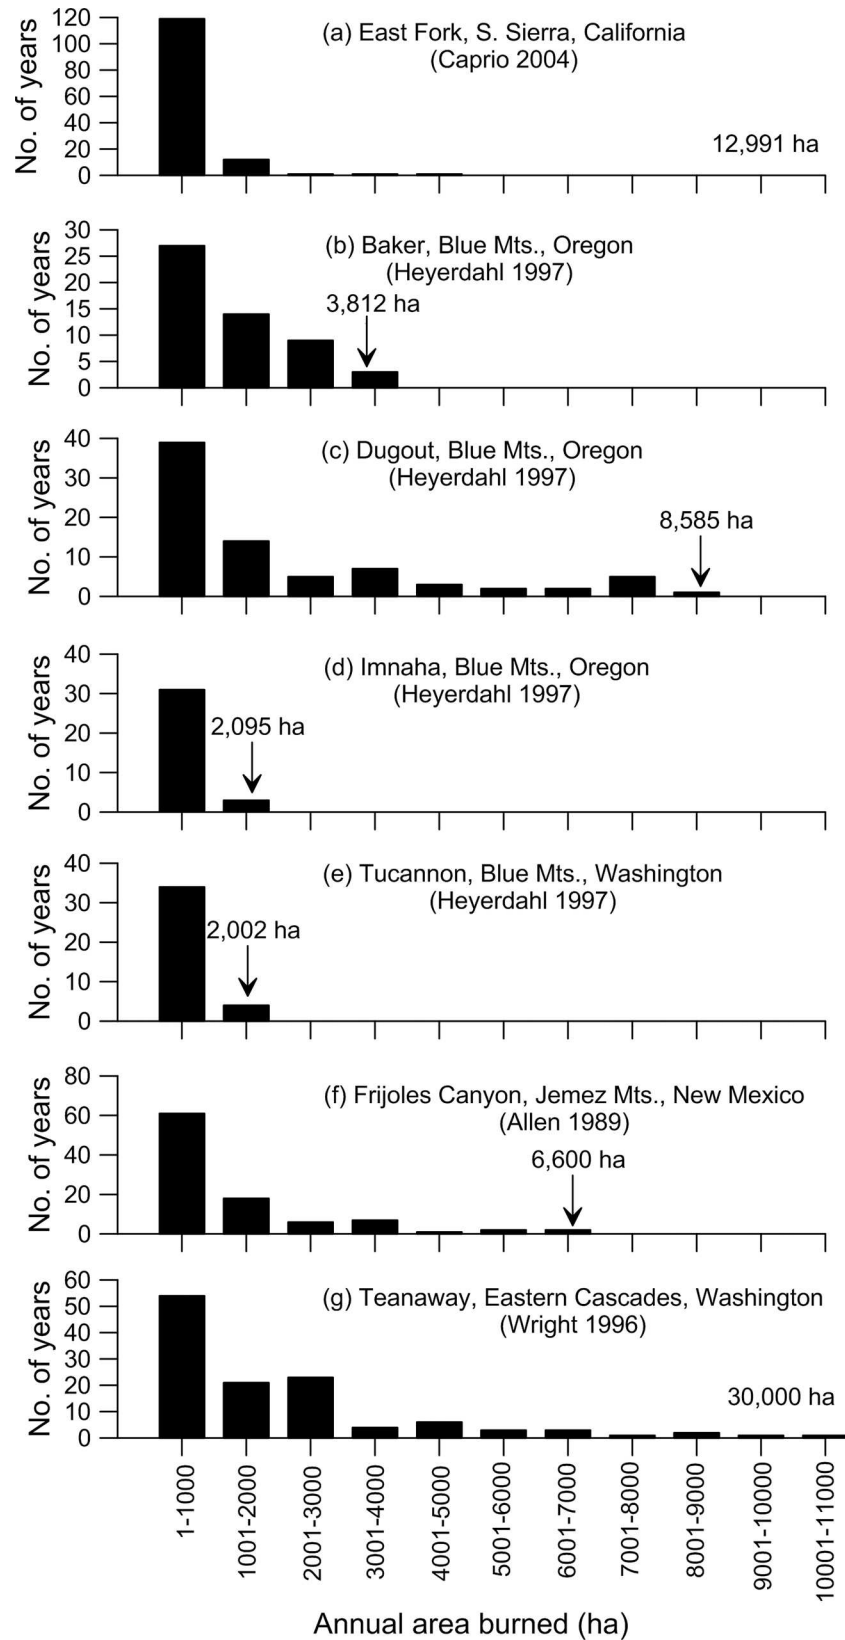 No. of years
120
100
80
60
40
20
0
(a) East Fork, S. Sierra, California
(Caprio 2004)
12,991 ha
No. of years
30
25
20
15
10
5
0
(b) Baker, Blue Mts., Oregon
(Heyerdahl 1997)
3,812 ha
No. of years
40
30
20
10
0
(c) Dugout, Blue Mts., Oregon
(Heyerdahl 1997)
8,585 ha
No. of years
40
30
20
10
0
(d) Imnaha, Blue Mts., Oregon
(Heyerdahl 1997)
2,095 ha
No. of years
40
30
20
10
0
(e) Tucannon, Blue Mts., Washington
(Heyerdahl 1997)
2,002 ha
No. of years
80
60
40
20
0
(f) Frijoles Canyon, Jemez Mts., New Mexico
(Allen 1989)
6,600 ha
No. of years
60
50
40
30
20
10
0
(g) Teanaway, Eastern Cascades, Washington
(Wright 1996)
30,000 ha
1-1000
1001-2000
2001-3000
3001-4000
4001-5000
5001-6000
6001-7000
7001-8000
8001-9000
9001-10000
10001-11000
Annual area burned (ha)